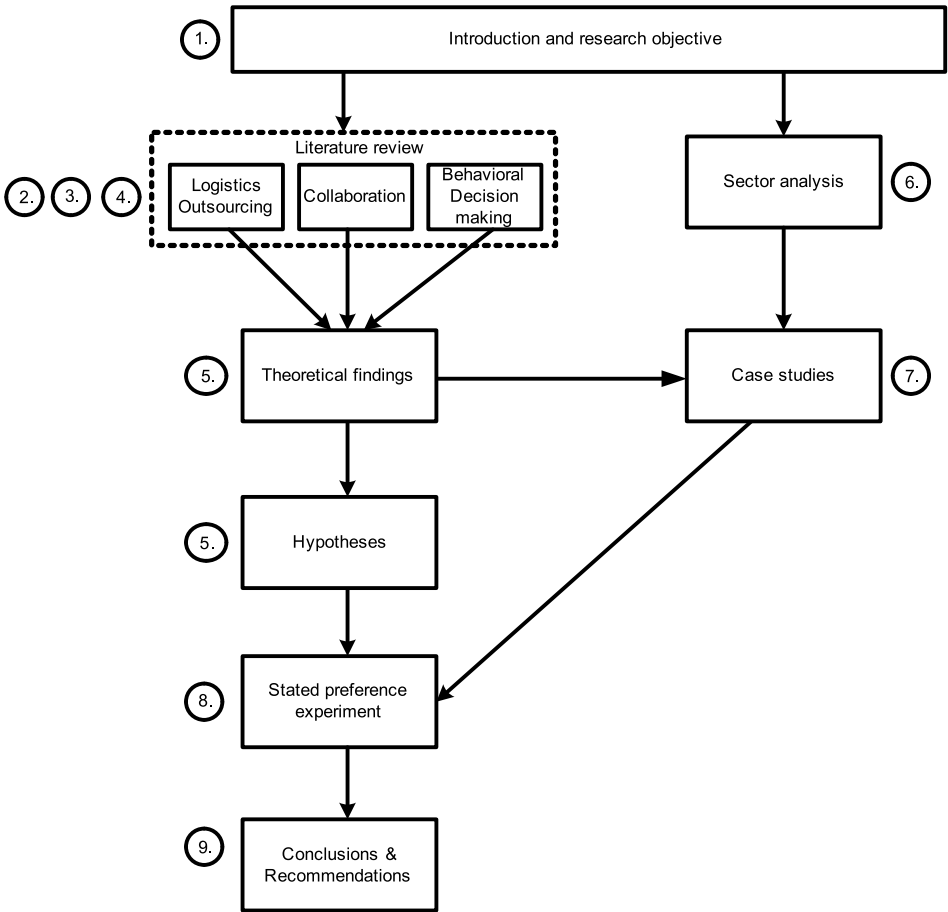 1.
Introduction and research objective
Literature review
2.
3.
4.
Logistics
Outsourcing
Collaboration
Behavioral
Decision
making
Sector analysis
6.
5.
Theoretical findings
Case studies
7.
5.
Hypotheses
8.
Stated preference
experiment
9.
Conclusions &
Recommendations